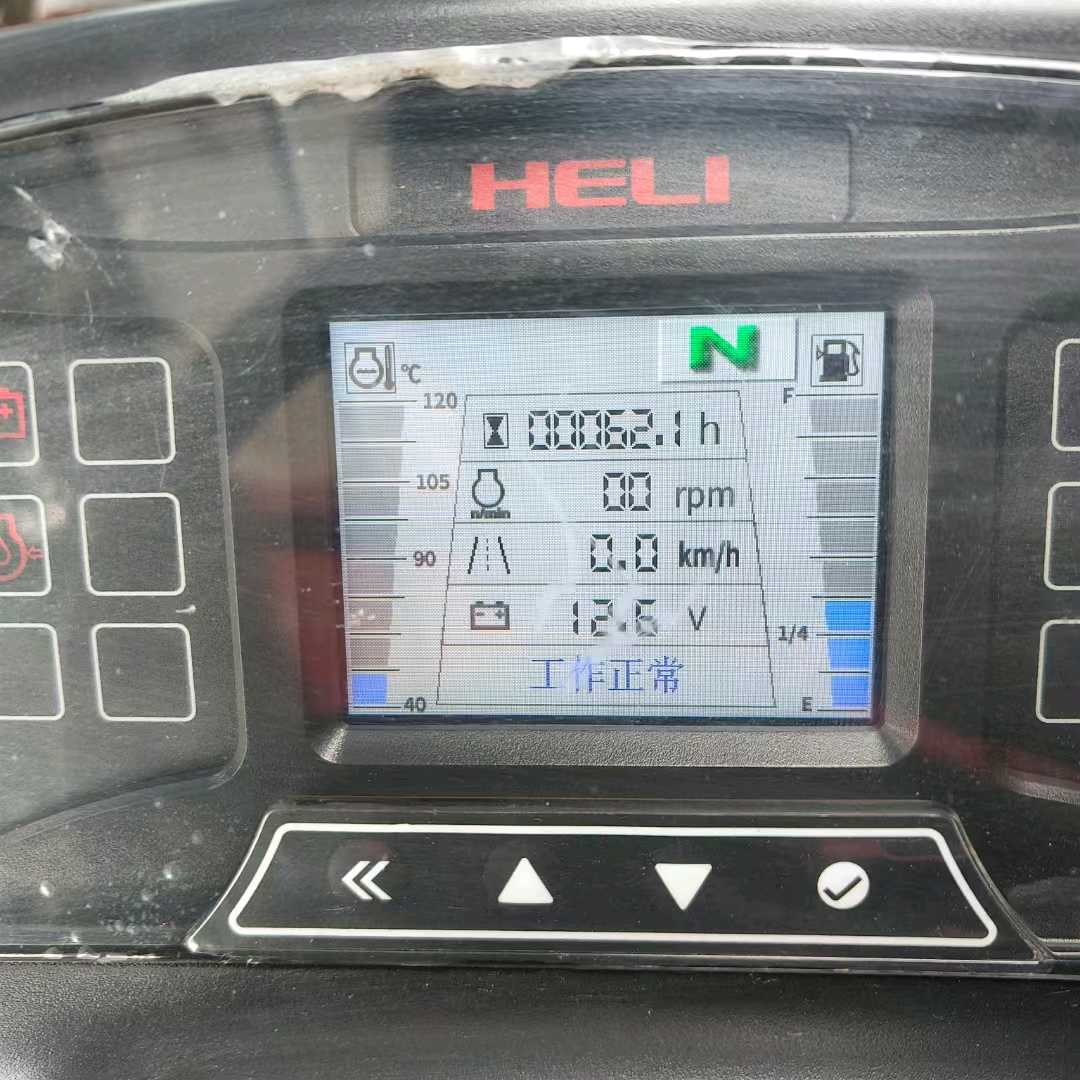 HELI
N
℃
120
F
00062.1 h
105
00 rpm
n/min
90
0.0 km/h
12.6 V
1/4
工作正常
40
E